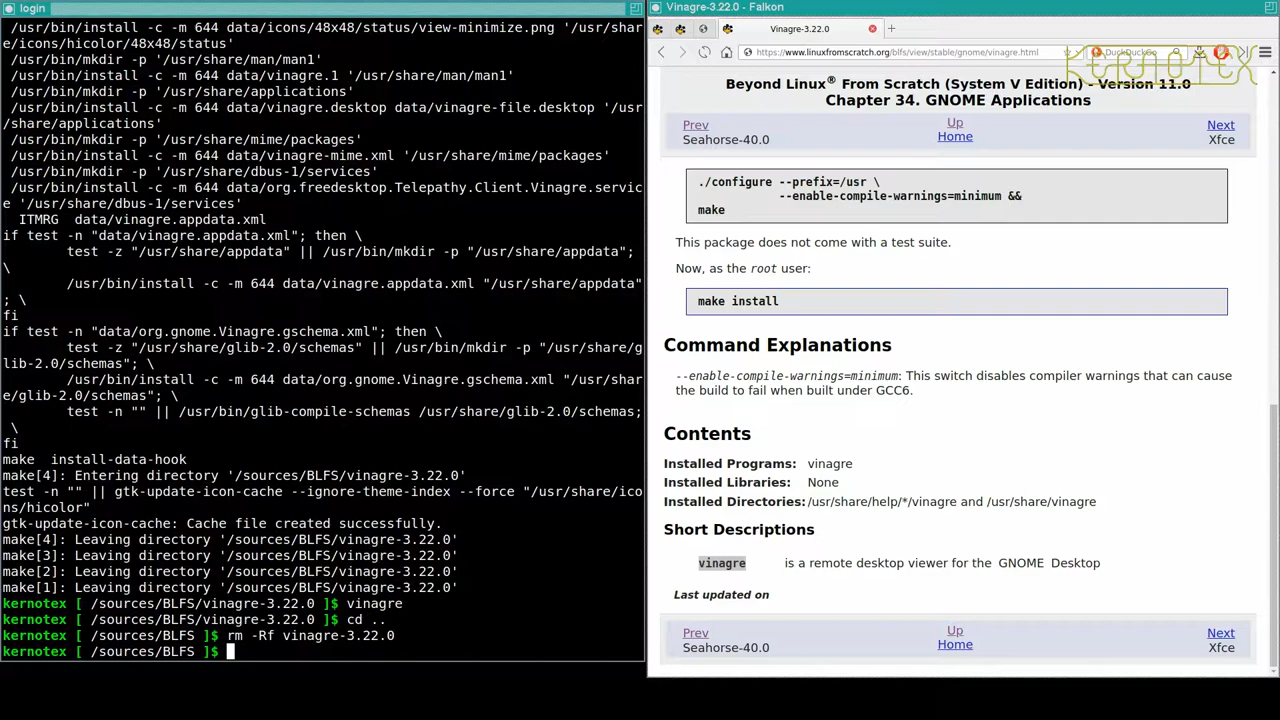 login
/usr/bin/install -c -m 644 data/icons/48x48/status/view-minimize.png '/usr/shar
e/icons/hicolor/48x48/status'
/usr/bin/mkdir -p '/usr/share/man/man1'
/usr/bin/install -c -m 644 data/vinagre.1 '/usr/share/man/man1'
/usr/bin/mkdir -p '/usr/share/applications'
/usr/bin/install -c -m 644 data/vinagre.desktop data/vinagre-file.desktop '/usr
/share/applications'
/usr/bin/mkdir -p '/usr/share/mime/packages'
/usr/bin/install -c -m 644 data/vinagre-mime.xml '/usr/share/mime/packages'
/usr/bin/mkdir -p '/usr/share/dbus-1/services'
/usr/bin/install -c -m 644 data/org.freedesktop.Telepathy.Client.Vinagre.servic
e '/usr/share/dbus-1/services'
ITMRG  data/vinagre.appdata.xml
if test -n "data/vinagre.appdata.xml"; then \
test -z "/usr/share/appdata" || /usr/bin/mkdir -p "/usr/share/appdata";
\
/usr/bin/install -c -m 644 data/vinagre.appdata.xml "/usr/share/appdata"
; \
fi
if test -n "data/org.gnome.Vinagre.gschema.xml"; then \
test -z "/usr/share/glib-2.0/schemas" || /usr/bin/mkdir -p "/usr/share/g
lib-2.0/schemas"; \
/usr/bin/install -c -m 644 data/org.gnome.Vinagre.gschema.xml "/usr/shar
e/glib-2.0/schemas"; \
test -n "" || /usr/bin/glib-compile-schemas /usr/share/glib-2.0/schemas;
\
fi
make  install-data-hook
make[4]: Entering directory '/sources/BLFS/vinagre-3.22.0'
test -n "" || gtk-update-icon-cache --ignore-theme-index --force "/usr/share/ico
ns/hicolor"
gtk-update-icon-cache: Cache file created successfully.
make[4]: Leaving directory '/sources/BLFS/vinagre-3.22.0'
make[3]: Leaving directory '/sources/BLFS/vinagre-3.22.0'
make[2]: Leaving directory '/sources/BLFS/vinagre-3.22.0'
make[1]: Leaving directory '/sources/BLFS/vinagre-3.22.0'
kernotex [ /sources/BLFS/vinagre-3.22.0 ]$ vinagre
kernotex [ /sources/BLFS/vinagre-3.22.0 ]$ cd ..
kernotex [ /sources/BLFS ]$ rm -Rf vinagre-3.22.0
kernotex [ /sources/BLFS ]$
Vinagre-3.22.0 - Falkon
Vinagre-3.22.0
https://www.linuxfromscratch.org/blfs/view/stable/gnome/vinagre.html
DuckDuckGo
KERNOTEX
Beyond Linux® From Scratch (System V Edition) - Version 11.0
Chapter 34. GNOME Applications
Prev Up Next
Seahorse-40.0 Home Xfce
./configure --prefix=/usr \
--enable-compile-warnings=minimum &&
make
This package does not come with a test suite.
Now, as the root user:
make install
Command Explanations
--enable-compile-warnings=minimum: This switch disables compiler warnings that can cause
the build to fail when built under GCC6.
Contents
Installed Programs: vinagre
Installed Libraries: None
Installed Directories: /usr/share/help/*/vinagre and /usr/share/vinagre
Short Descriptions
vinagre is a remote desktop viewer for the GNOME Desktop
Last updated on
Prev Up Next
Seahorse-40.0 Home Xfce